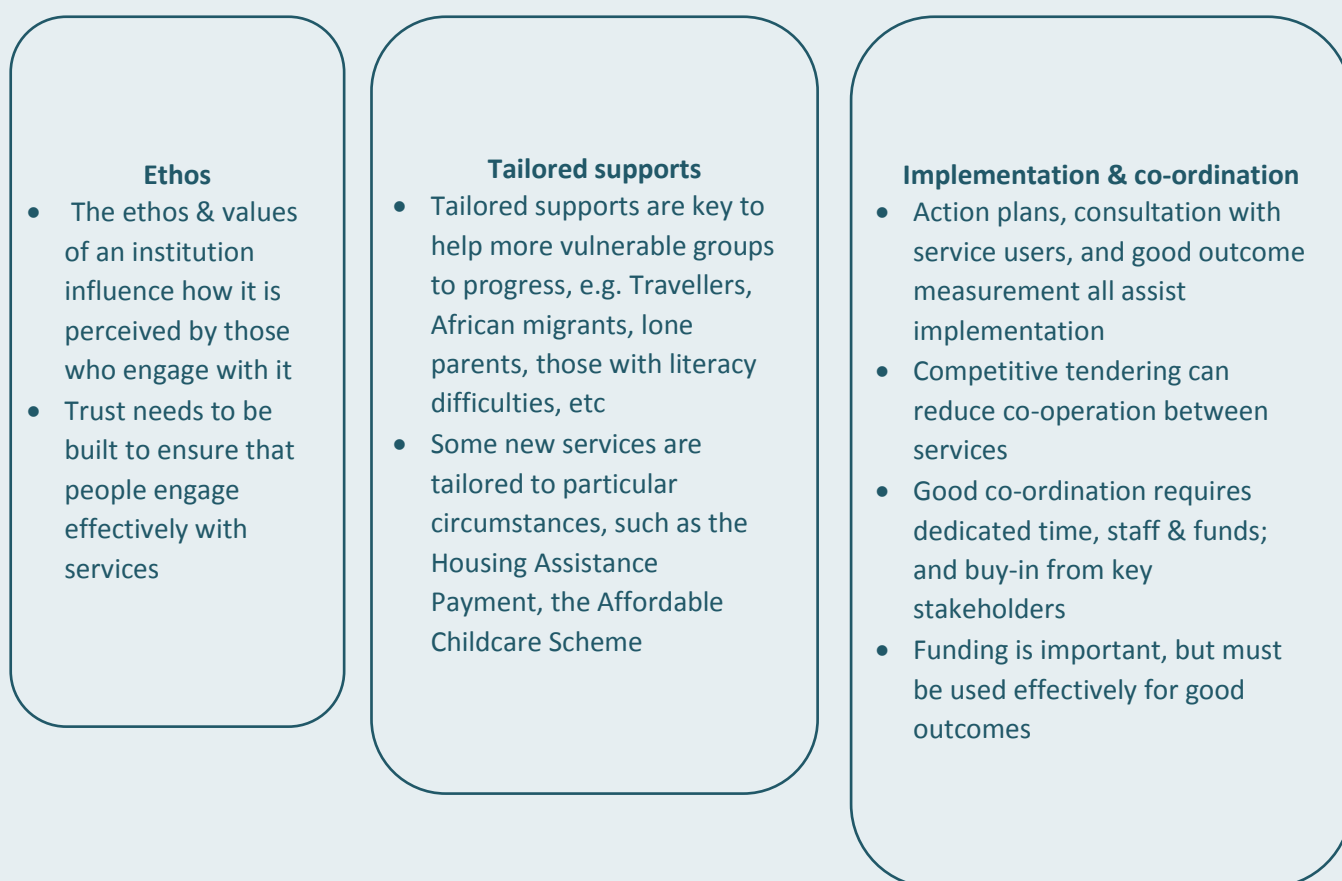 Ethos
• The ethos & values
of an institution
influence how it is
perceived by those
who engage with it
• Trust needs to be
built to ensure that
people engage
effectively with
services
Tailored supports
• Tailored supports are key to
help more vulnerable groups
to progress, e.g. Travellers,
African migrants, lone
parents, those with literacy
difficulties, etc
• Some new services are
tailored to particular
circumstances, such as the
Housing Assistance
Payment, the Affordable
Childcare Scheme
Implementation & co-ordination
• Action plans, consultation with
service users, and good outcome
measurement all assist
implementation
• Competitive tendering can
reduce co-operation between
services
• Good co-ordination requires
dedicated time, staff & funds;
and buy-in from key
stakeholders
• Funding is important, but must
be used effectively for good
outcomes